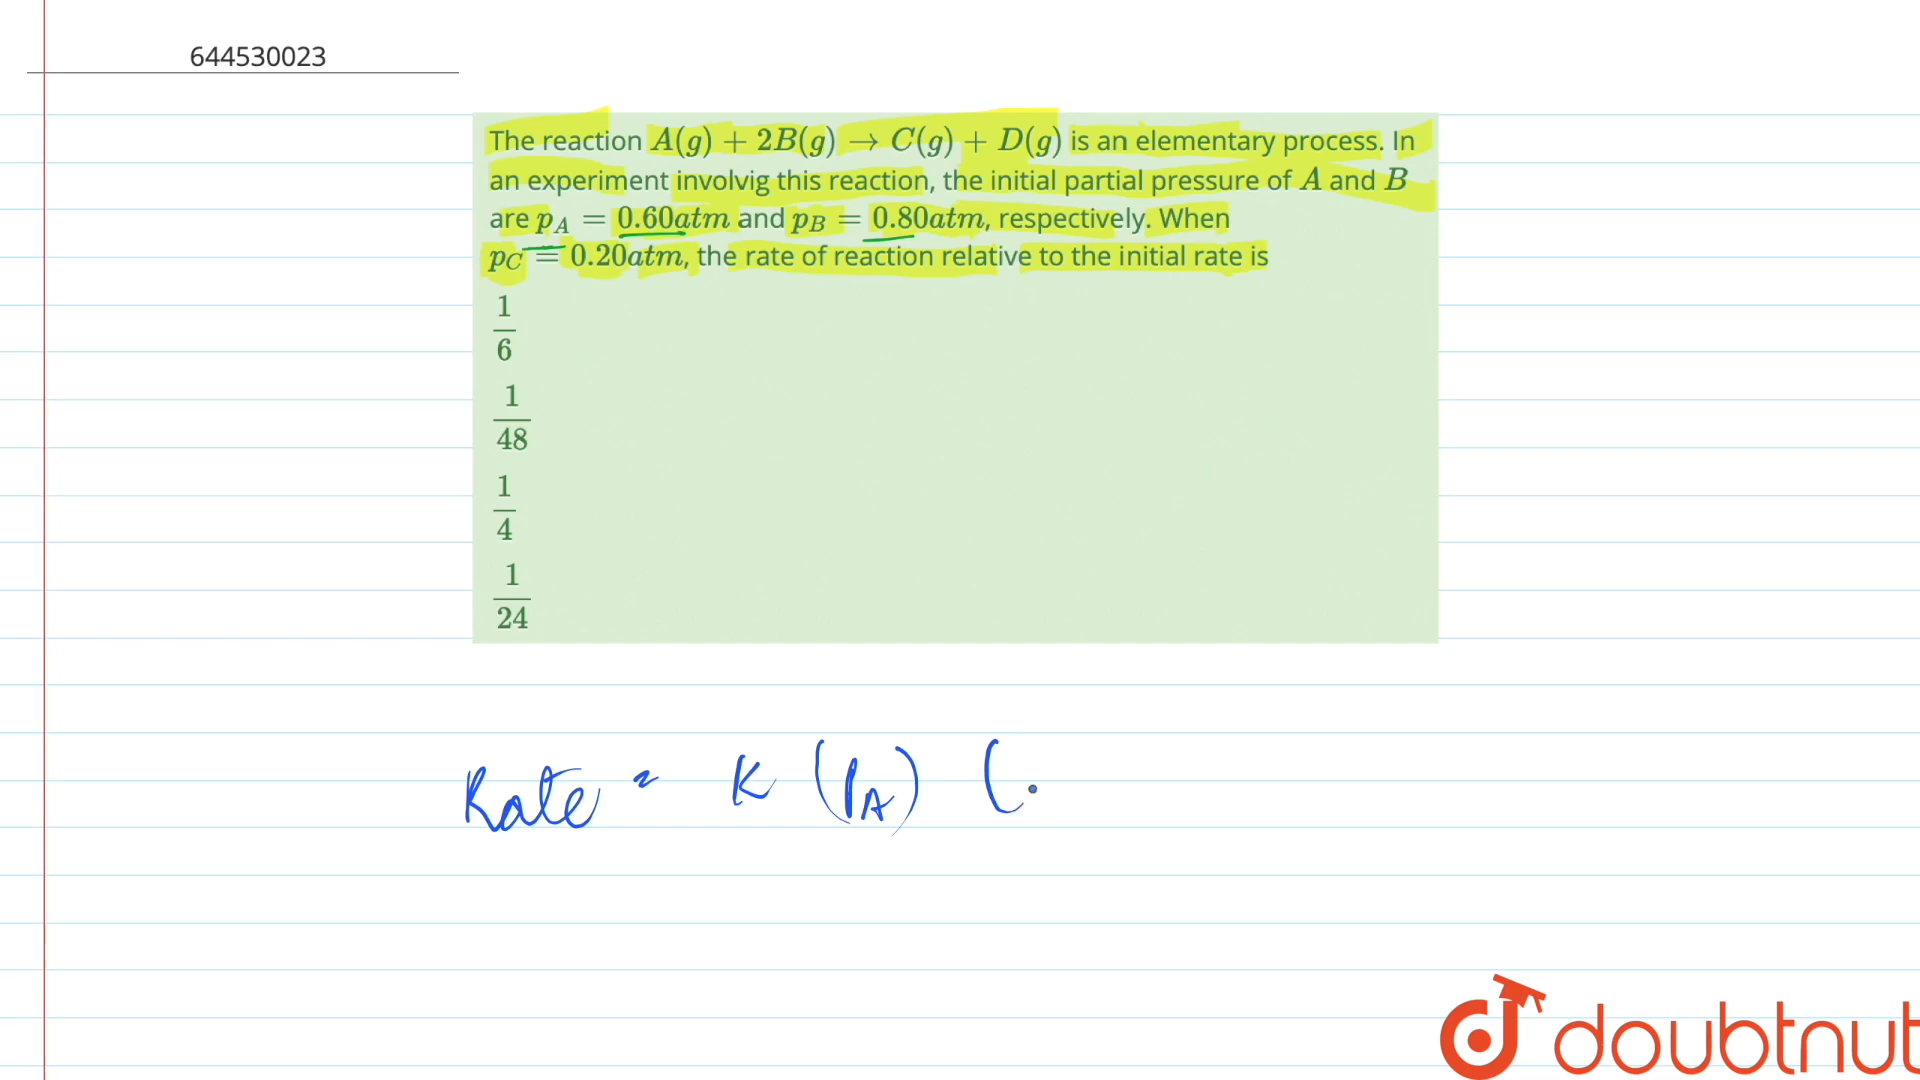 644530023
The reaction A(g) + 2B(g) → C(g) + D(g) is an elementary process. In
an experiment involvig this reaction, the initial partial pressure of A and B
are p_A = 0.60atm and p_B = 0.80atm, respectively. When
p_C = 0.20atm, the rate of reaction relative to the initial rate is
1/6
1/48
1/4
1/24
Rate = K (P_A) (
doubtnut